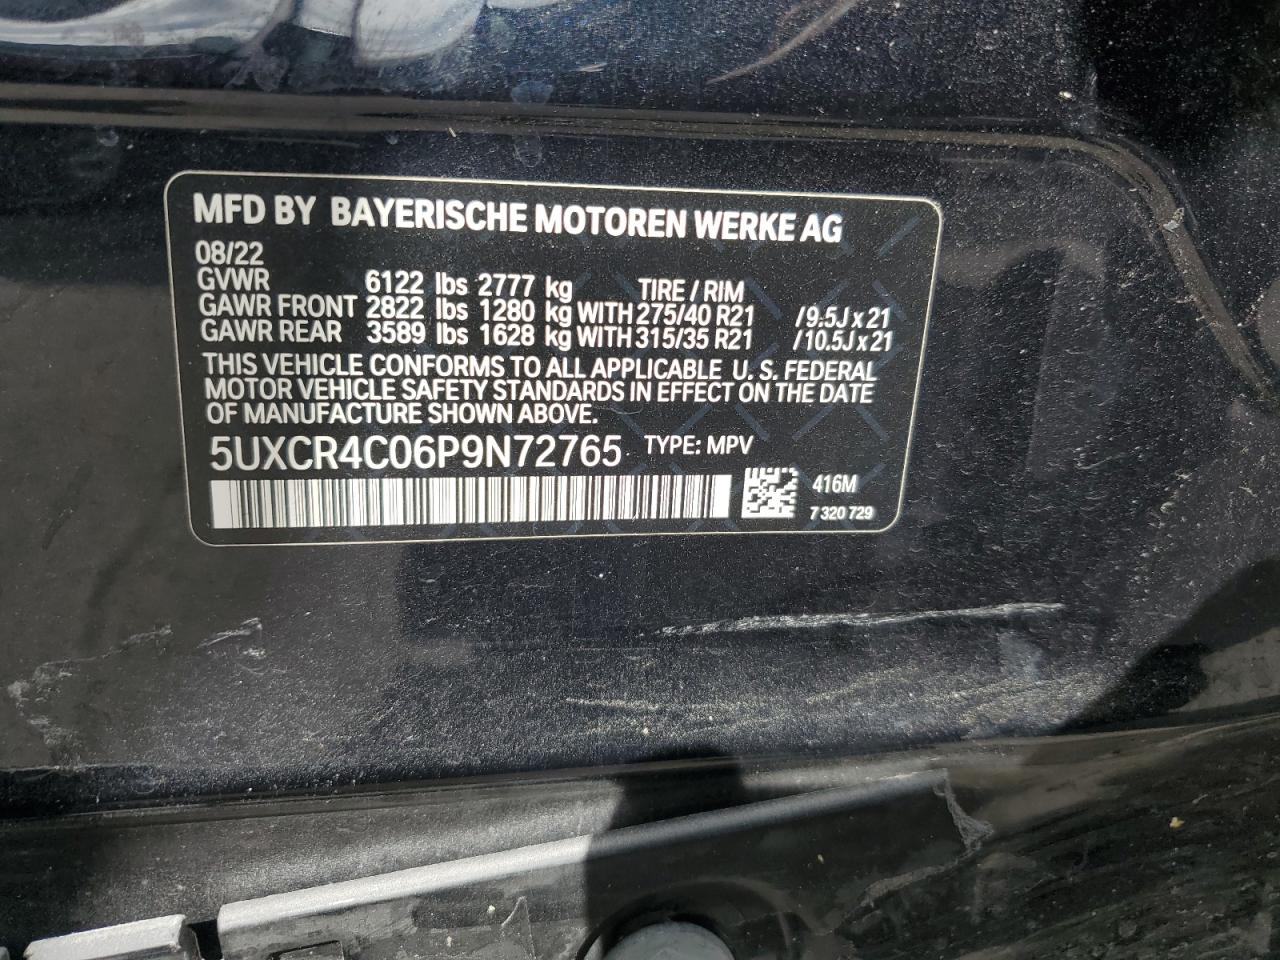 MFD BY BAYERISCHE MOTOREN WERKE AG
08/22
GVWR 6122 lbs 2777 kg TIRE / RIM
GAWR FRONT 2822 lbs 1280 kg WITH 275/40 R21 /9.5J x 21
GAWR REAR 3589 lbs 1628 kg WITH 315/35 R21 /10.5J x 21
THIS VEHICLE CONFORMS TO ALL APPLICABLE U. S. FEDERAL
MOTOR VEHICLE SAFETY STANDARDS IN EFFECT ON THE DATE
OF MANUFACTURE SHOWN ABOVE.
5UXCR4C06P9N72765 TYPE: MPV
416M
7 320 729